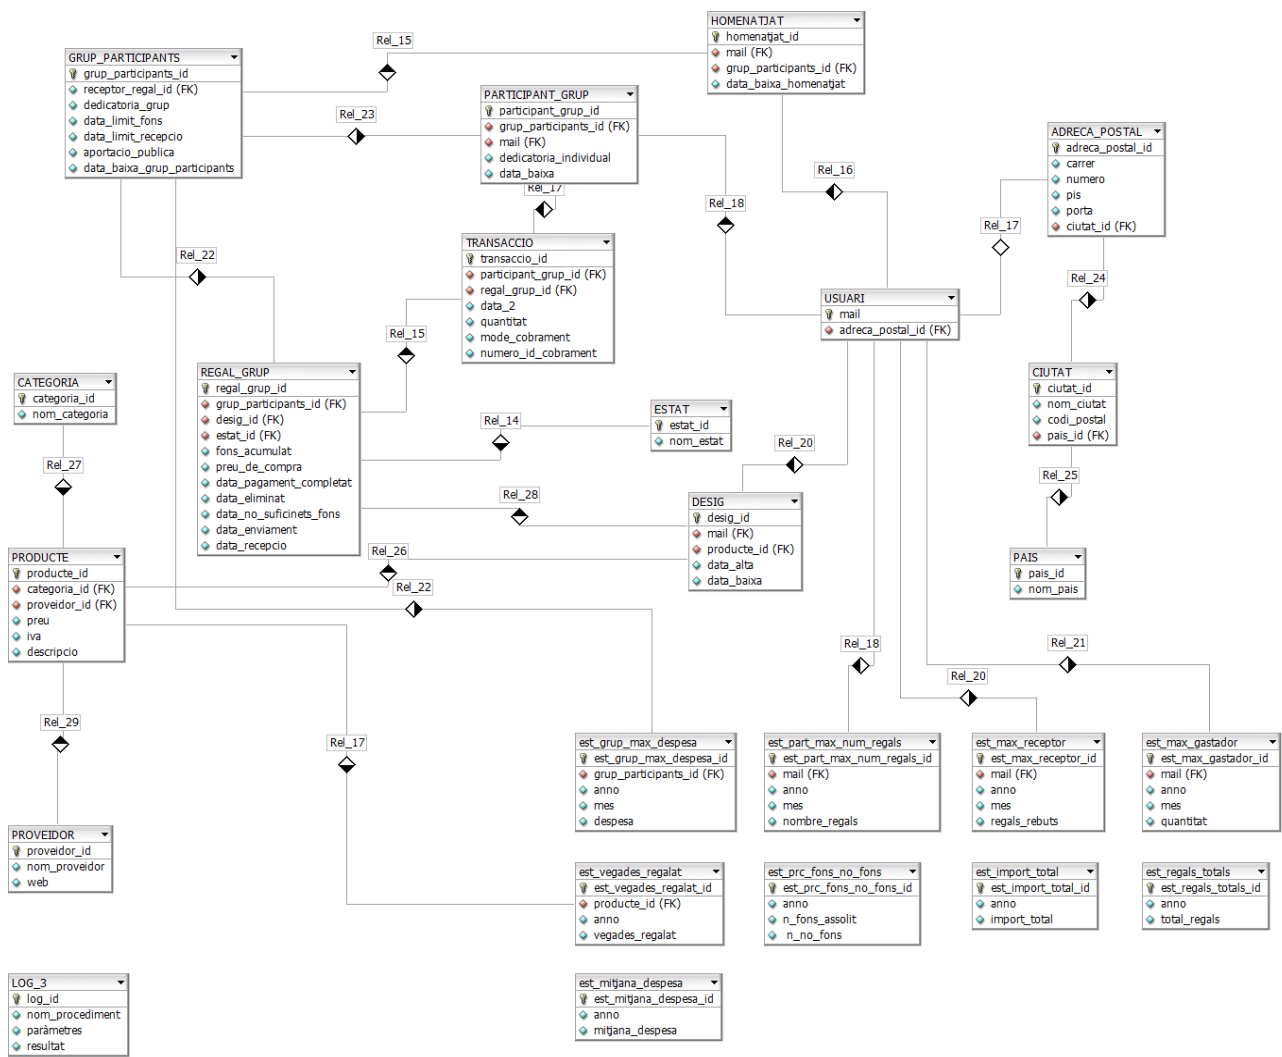 HOMENATJAT
homenatjat_id
mail (FK)
grup_participants_id (FK)
data_baixa_homenatjat
Rel_15
GRUP_PARTICIPANTS
grup_participants_id
receptor_regal_id (FK)
dedicatoria_grup
data_limit_fons
data_limit_recepcio
aportacio_publica
data_baixa_grup_participants
Rel_23
PARTICIPANT_GRUP
participant_grup_id
grup_participants_id (FK)
mail (FK)
dedicatoria_individual
data_baixa
Rel_17
Rel_18
Rel_16
ADRECA_POSTAL
adreca_postal_id
carrer
numero
pis
porta
ciutat_id (FK)
Rel_17
Rel_24
Rel_22
TRANSACCIO
transaccio_id
participant_grup_id (FK)
regal_grup_id (FK)
data_2
quantitat
mode_cobrament
numero_id_cobrament
USUARI
mail
adreca_postal_id (FK)
Rel_15
REGAL_GRUP
regal_grup_id
grup_participants_id (FK)
desig_id (FK)
estat_id (FK)
fons_acumulat
preu_de_compra
data_pagament_completat
data_eliminat
data_no_suficinets_fons
data_enviament
data_recepcio
CATEGORIA
categoria_id
nom_categoria
Rel_27
Rel_14
ESTAT
estat_id
nom_estat
CIUTAT
ciutat_id
nom_ciutat
codi_postal
pais_id (FK)
Rel_20
Rel_25
Rel_28
DESIG
desig_id
mail (FK)
producte_id (FK)
data_alta
data_baixa
PAIS
pais_id
nom_pais
Rel_26
Rel_22
PRODUCTE
producte_id
categoria_id (FK)
proveidor_id (FK)
preu
iva
descripcio
Rel_18
Rel_21
Rel_20
Rel_29
Rel_17
est_grup_max_despesa
est_grup_max_despesa_id
grup_participants_id (FK)
anno
mes
despesa
est_part_max_num_regals
est_part_max_num_regals_id
mail (FK)
anno
mes
nombre_regals
est_max_receptor
est_max_receptor_id
mail (FK)
anno
mes
regals_rebuts
est_max_gastador
est_max_gastador_id
mail (FK)
anno
mes
quantitat
PROVEIDOR
proveidor_id
nom_proveidor
web
est_vegades_regalat
est_vegades_regalat_id
producte_id (FK)
anno
vegades_regalat
est_prc_fons_no_fons
est_prc_fons_no_fons_id
anno
n_fons_assolit
n_no_fons
est_import_total
est_import_total_id
anno
import_total
est_regals_totals
est_regals_totals_id
anno
total_regals
LOG_3
log_id
nom_procediment
paràmetres
resultat
est_mitjana_despesa
est_mitjana_despesa_id
anno
mitjana_despesa